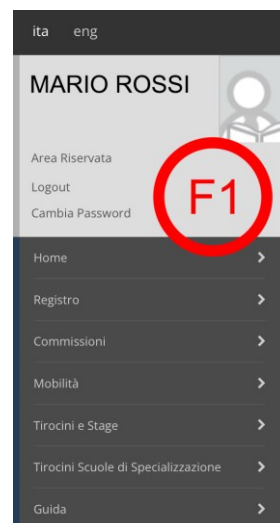 ita eng
MARIO ROSSI
Area Riservata
Logout
Cambia Password
F1
Home
Registro
Commissioni
Mobilità
Tirocini e Stage
Tirocini Scuole di Specializzazione
Guida